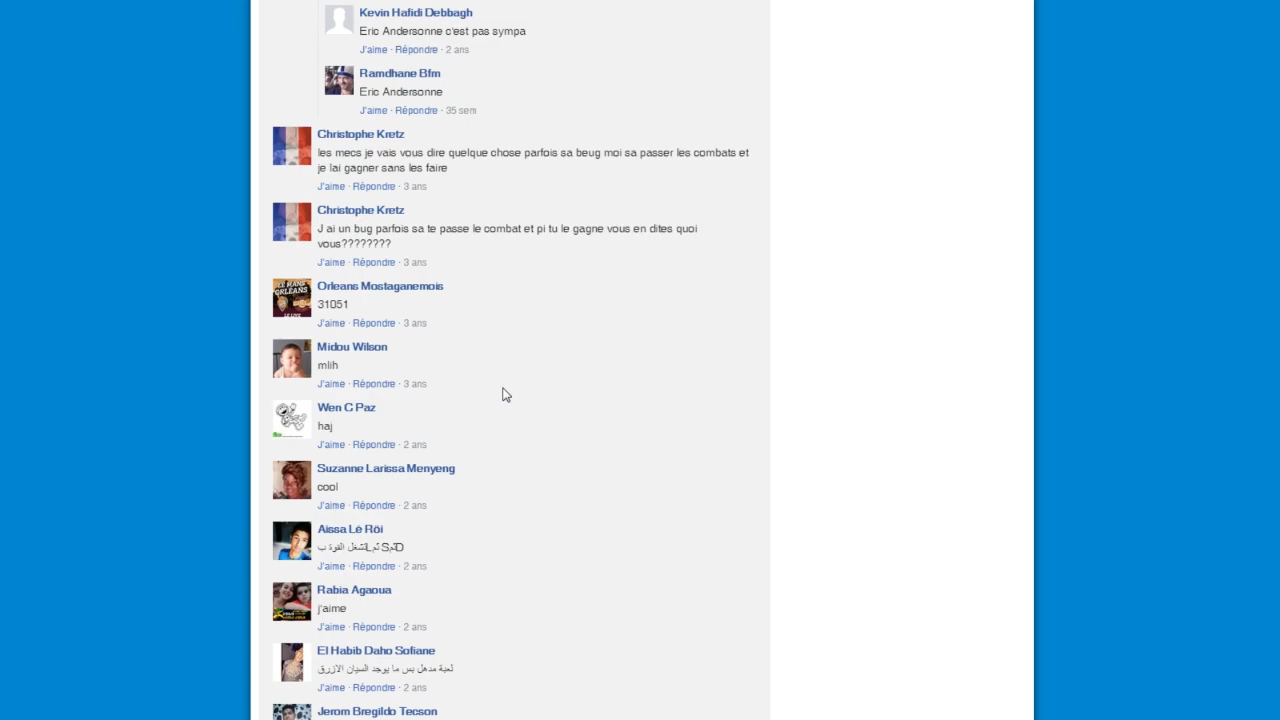 Kevin Hafidi Debbagh
Eric Andersonne c'est pas sympa
J'aime · Répondre · 2 ans
Ramdhane Bfm
Eric Andersonne
J'aime · Répondre · 35 sem
Christophe Kretz
les mecs je vais vous dire quelque chose parfois sa beug moi sa passer les combats et
je lai gagner sans les faire
J'aime · Répondre · 3 ans
Christophe Kretz
J ai un bug parfois sa te passe le combat et pi tu le gagne vous en dites quoi
vous????????
J'aime · Répondre · 3 ans
Orleans Mostaganemois
31051
J'aime · Répondre · 3 ans
Midou Wilson
mlih
J'aime · Répondre · 3 ans
Wen C Paz
haj
J'aime · Répondre · 2 ans
Suzanne Larissa Menyeng
cool
J'aime · Répondre · 2 ans
Aissa Lé Röi
القوة ب
J'aime · Répondre · 2 ans
Rabia Agaoua
j'aime
J'aime · Répondre · 2 ans
El Habib Daho Sofiane
لعبة مدهل بس ما يوجد السيان الازرق
J'aime · Répondre · 2 ans
Jerom Bregildo Tecson